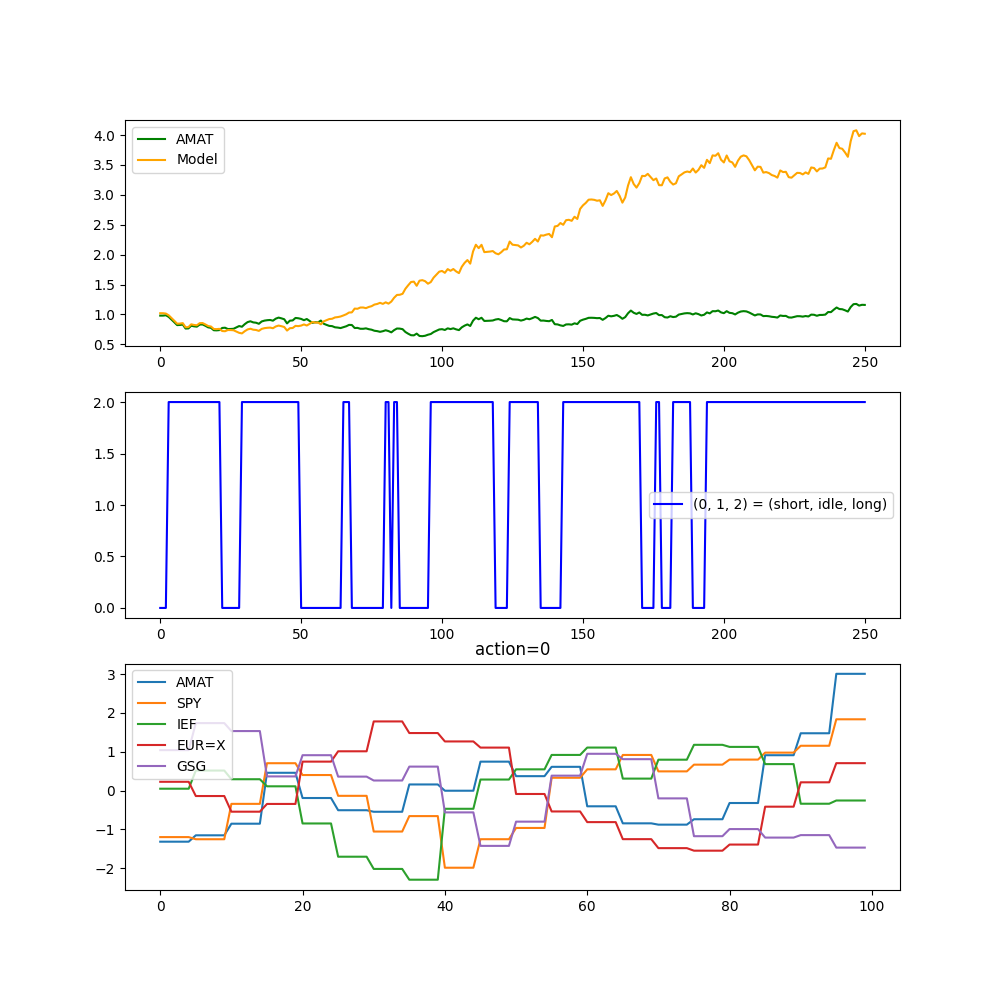 AMAT
Model
4.0
3.5
3.0
2.5
2.0
1.5
1.0
0.5
0 50 100 150 200 250
2.0
1.5
1.0
0.5
0.0
(0, 1, 2) = (short, idle, long)
0 50 100 150 200 250
action=0
AMAT
SPY
IEF
EUR=X
GSG
3
2
1
0
−1
−2
0 20 40 60 80 100